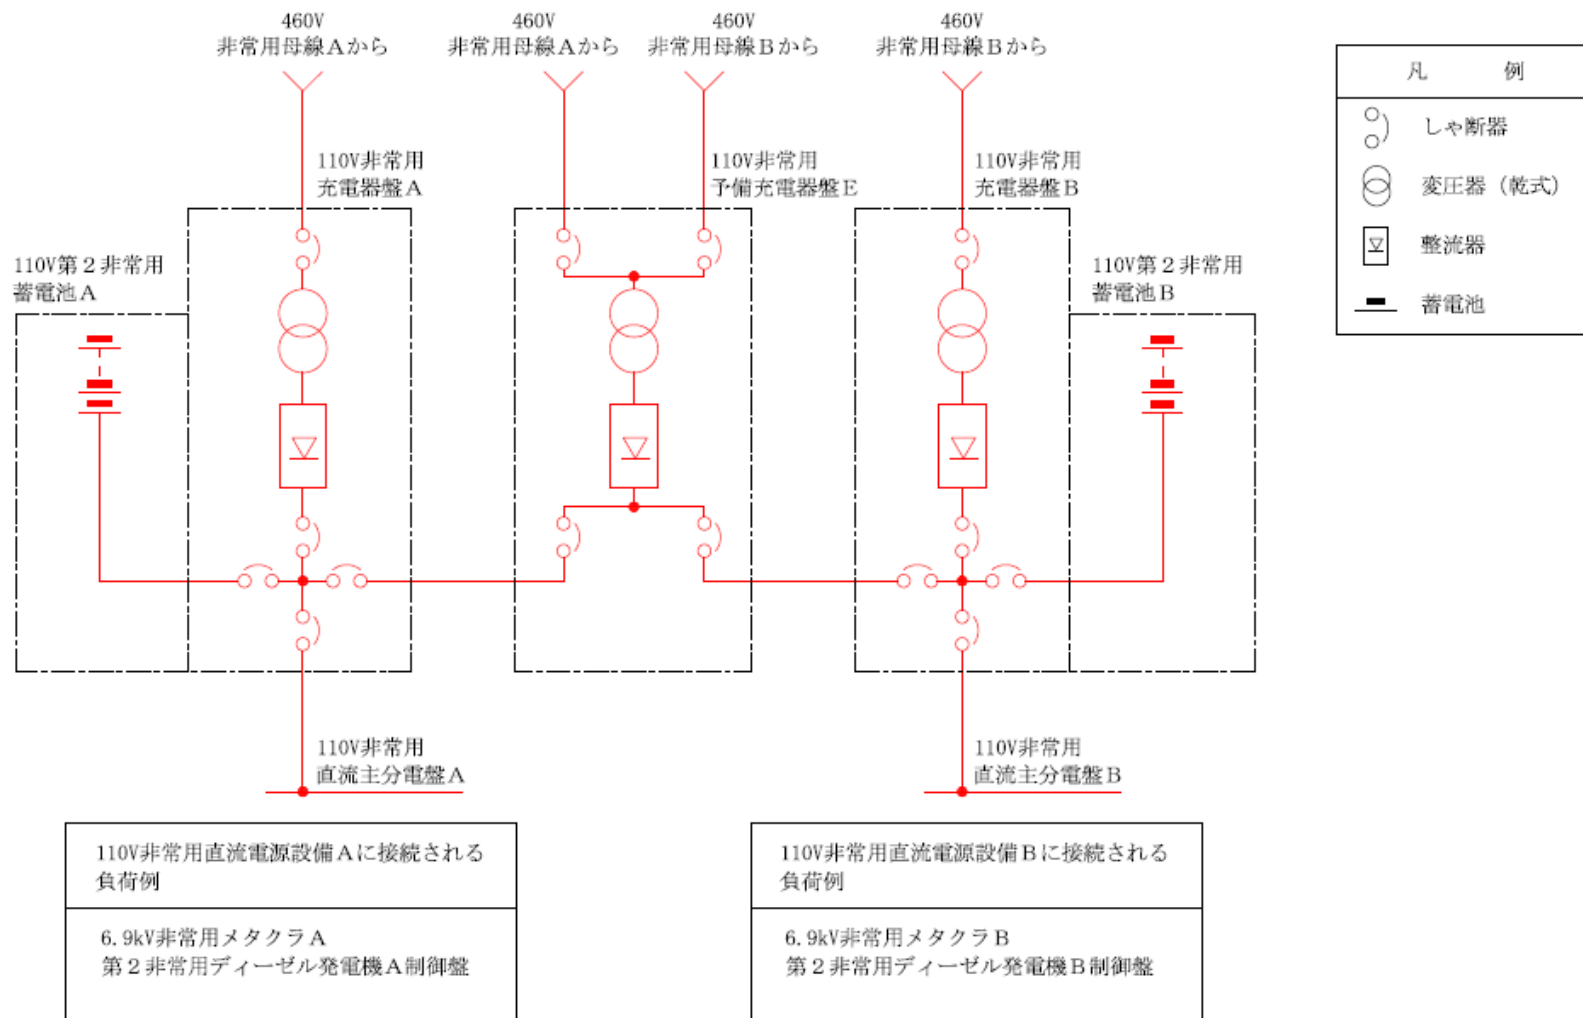 460V
非常用母線Aから
460V
非常用母線Aから
460V
非常用母線Bから
460V
非常用母線Bから
凡　例
しゃ断器
変圧器（乾式）
整流器
蓄電池
110V非常用
充電器盤A
110V非常用
予備充電器盤E
110V非常用
充電器盤B
110V第2非常用
蓄電池A
110V第2非常用
蓄電池B
110V非常用
直流主分電盤A
110V非常用
直流主分電盤B
110V非常用直流電源設備Aに接続される
負荷例
6.9kV非常用メタクラA
第2非常用ディーゼル発電機A制御盤
110V非常用直流電源設備Bに接続される
負荷例
6.9kV非常用メタクラB
第2非常用ディーゼル発電機B制御盤